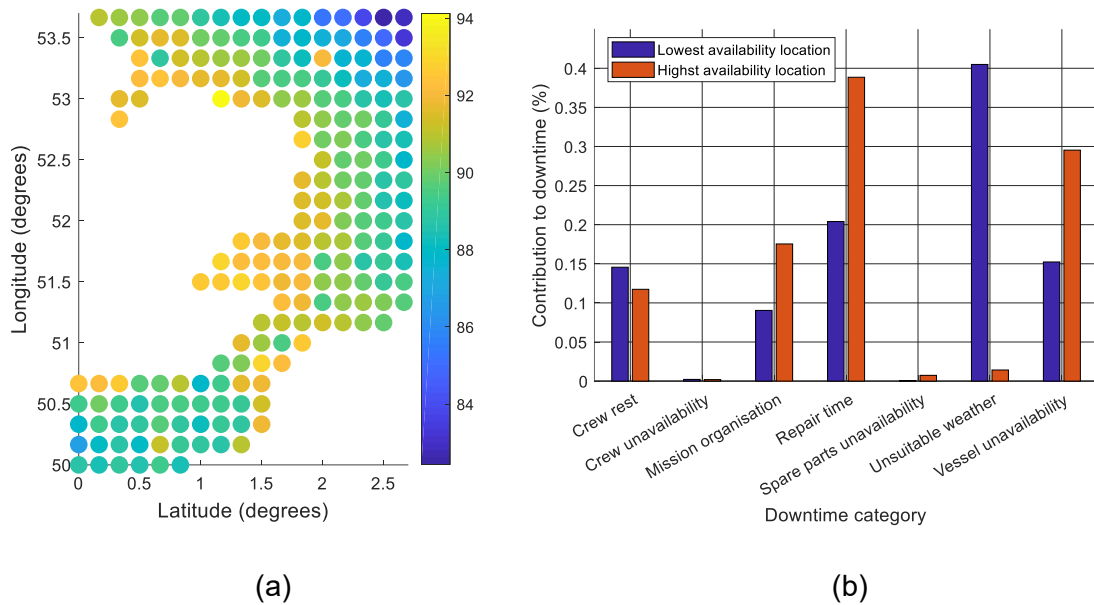 53.5
53
52.5
52
51.5
51
50.5
50
0
0.5
1
1.5
2
2.5
Longitude (degrees)
Latitude (degrees)
94
92
90
88
86
84
Lowest availability location
Highst availability location
0.4
0.35
0.3
0.25
0.2
0.15
0.1
0.05
0
Contribution to downtime (%)
Crew rest
Crew unavailability
Mission organisation
Repair time
Spare parts unavailability
Unsuitable weather
Vessel unavailability
Downtime category
(a)
(b)